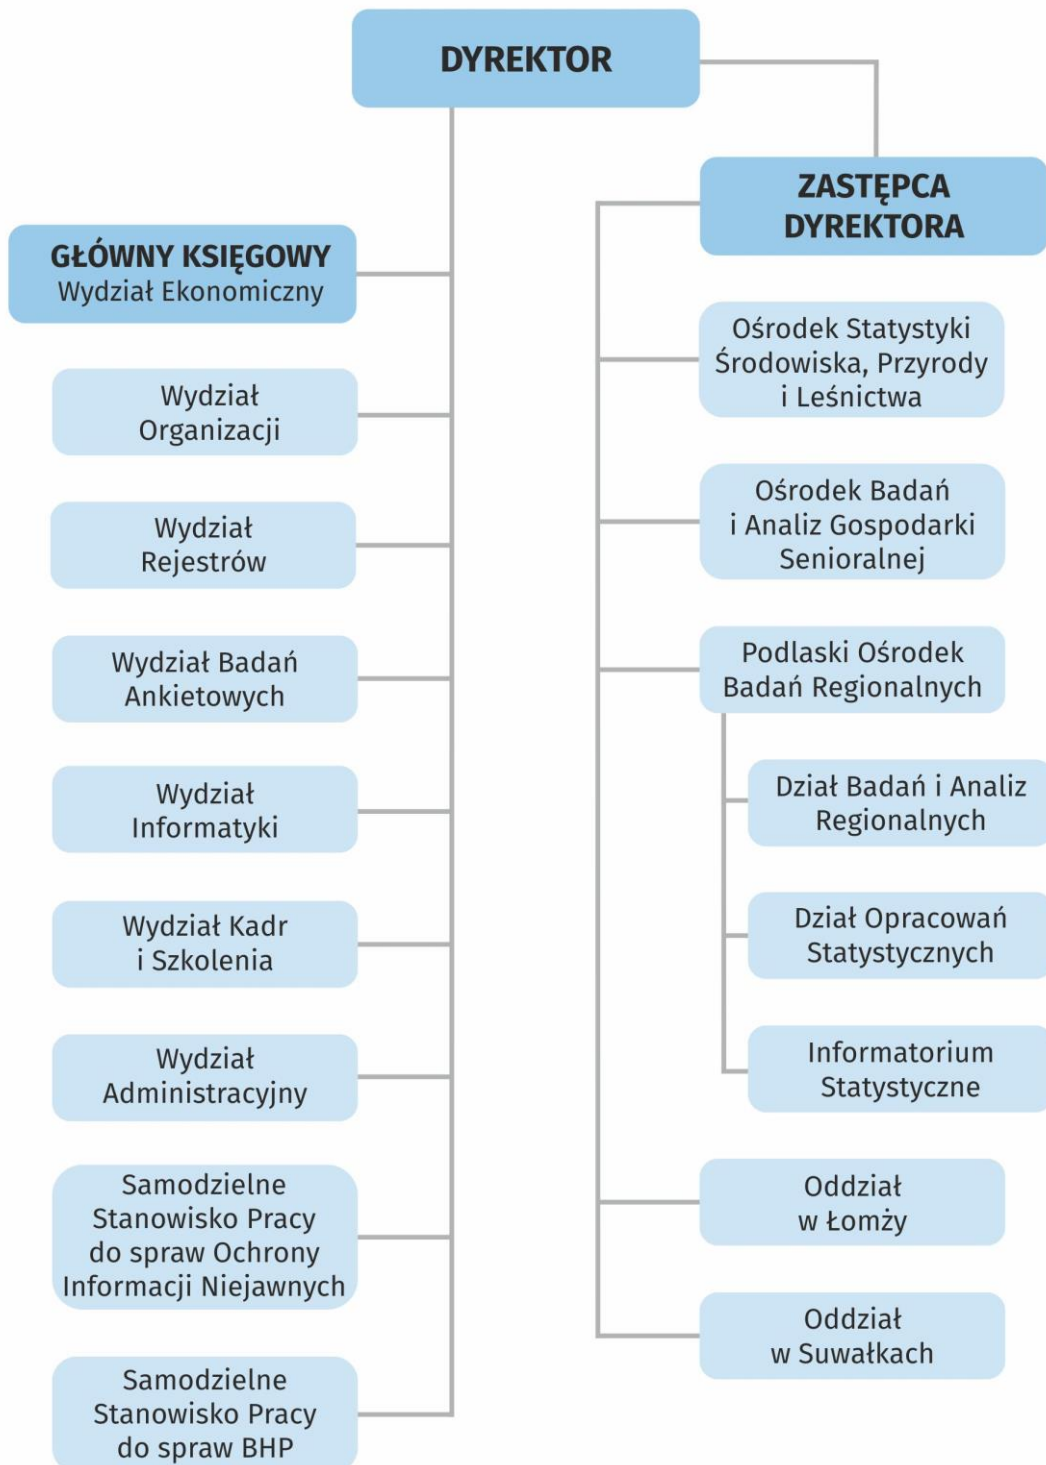 DYREKTOR
ZASTĘPCA
DYREKTORA
GŁÓWNY KSIĘGOWY
Wydział Ekonomiczny
Wydział
Organizacji
Wydział
Rejestrów
Wydział Badań
Ankietowych
Wydział
Informatyki
Wydział Kadr
i Szkolenia
Wydział
Administracyjny
Samodzielne
Stanowisko Pracy
do spraw Ochrony
Informacji Niejawnych
Samodzielne
Stanowisko Pracy
do spraw BHP
Ośrodek Statystyki
Środowiska, Przyrody
i Leśnictwa
Ośrodek Badań
i Analiz Gospodarki
Senioralnej
Podlaski Ośrodek
Badań Regionalnych
Dział Badań i Analiz
Regionalnych
Dział Opracowań
Statystycznych
Informatorium
Statystyczne
Oddział
w Łomży
Oddział
w Suwałkach